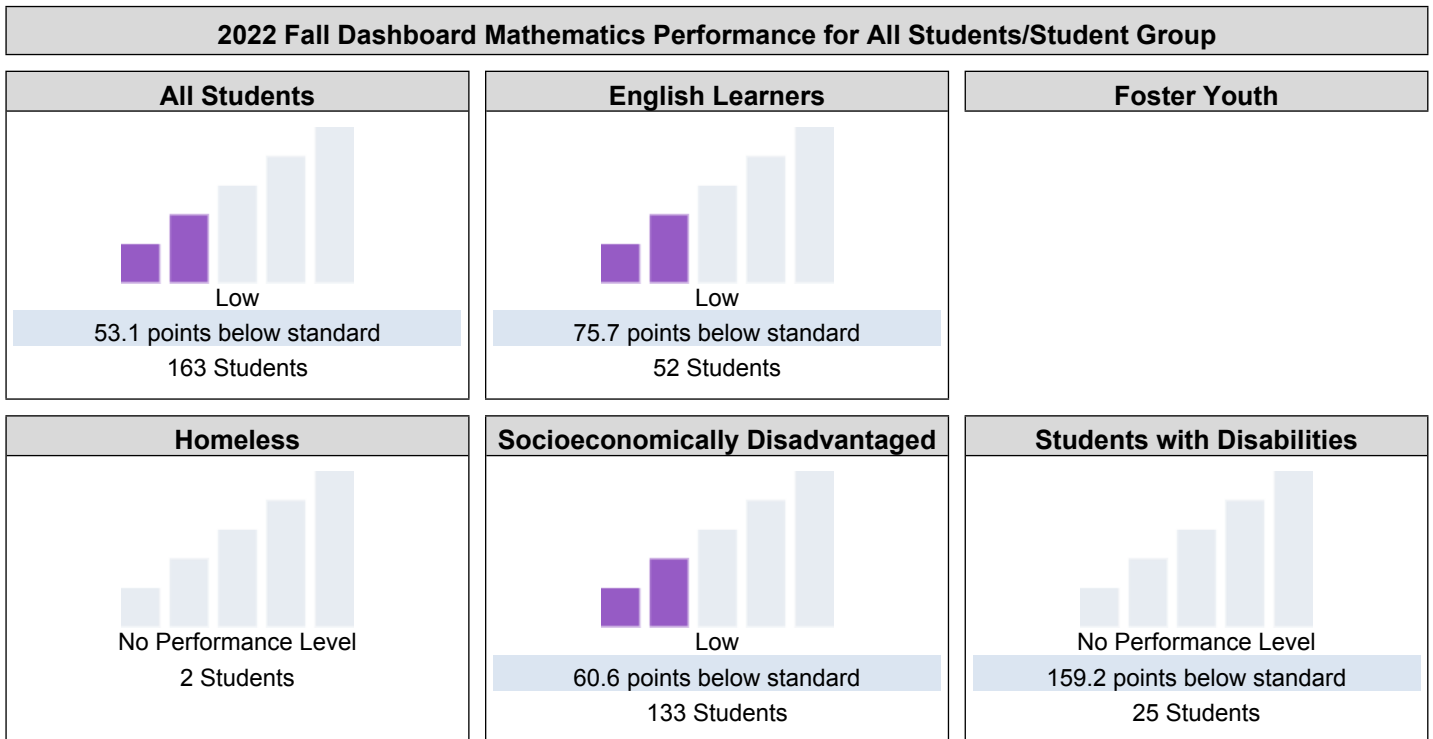 2022 Fall Dashboard Mathematics Performance for All Students/Student Group
All Students
Low
53.1 points below standard
163 Students
English Learners
Low
75.7 points below standard
52 Students
Foster Youth
Homeless
No Performance Level
2 Students
Socioeconomically Disadvantaged
Low
60.6 points below standard
133 Students
Students with Disabilities
No Performance Level
159.2 points below standard
25 Students